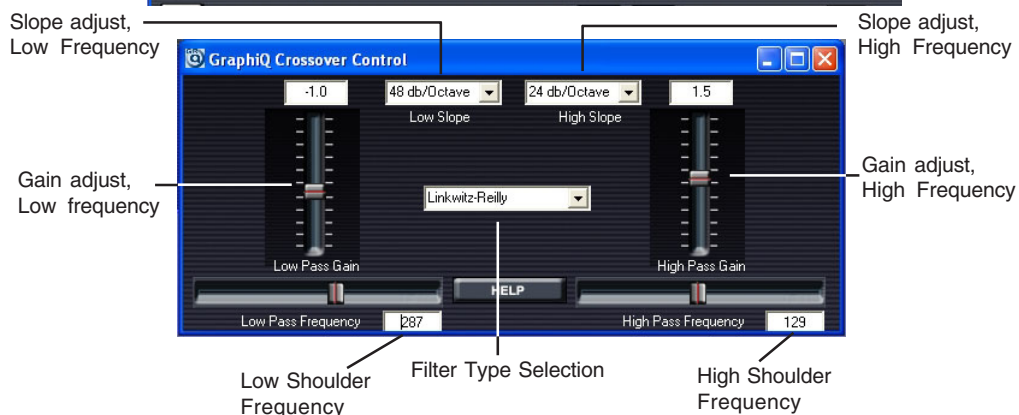 Slope adjust,
Low Frequency
Slope adjust,
High Frequency
GraphiQ Crossover Control
-1.0
48 db/Octave
24 db/Octave
1.5
Low Slope
High Slope
Gain adjust,
Low frequency
Gain adjust,
High Frequency
Linkwitz-Reilly
Low Pass Gain
High Pass Gain
HELP
Low Pass Frequency
287
High Pass Frequency
129
Low Shoulder
Frequency
Filter Type Selection
High Shoulder
Frequency